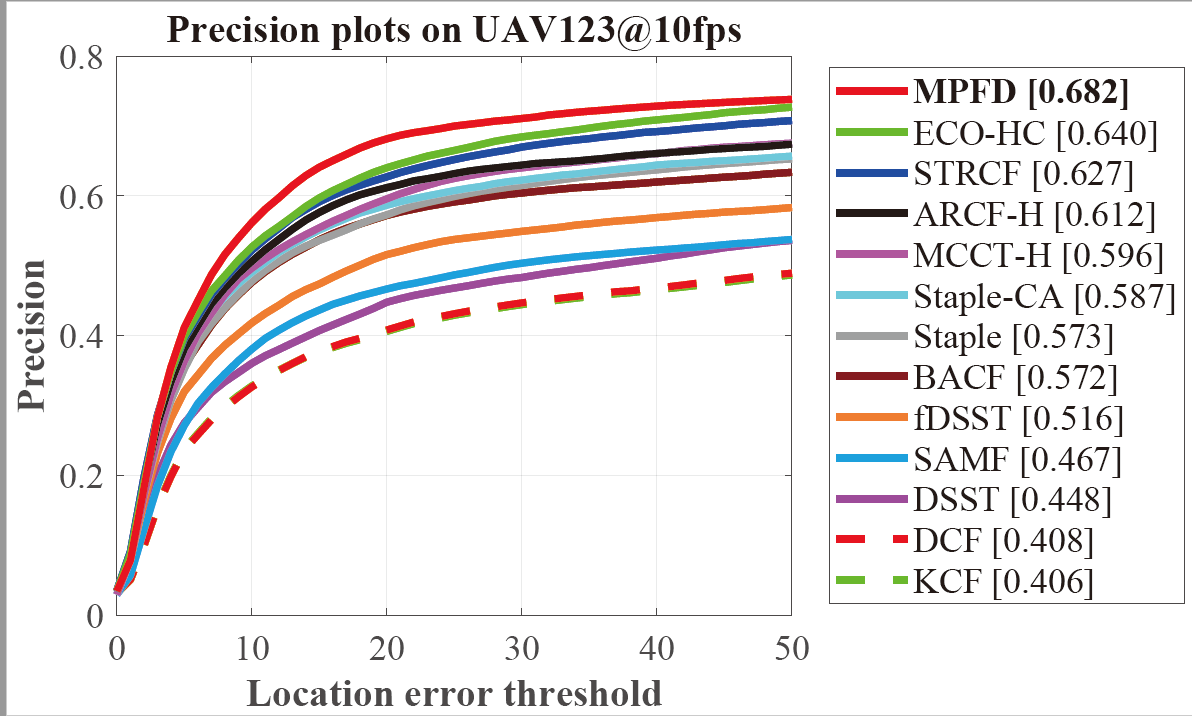 Precision plots on UAV123@10fps
0.8
0.6
0.4
0.2
0
0 10 20 30 40 50
Precision
Location error threshold
MPFD [0.682]
ECO-HC [0.640]
STRCF [0.627]
ARCF-H [0.612]
MCCT-H [0.596]
Staple-CA [0.587]
Staple [0.573]
BACF [0.572]
fDSST [0.516]
SAMF [0.467]
DSST [0.448]
DCF [0.408]
KCF [0.406]